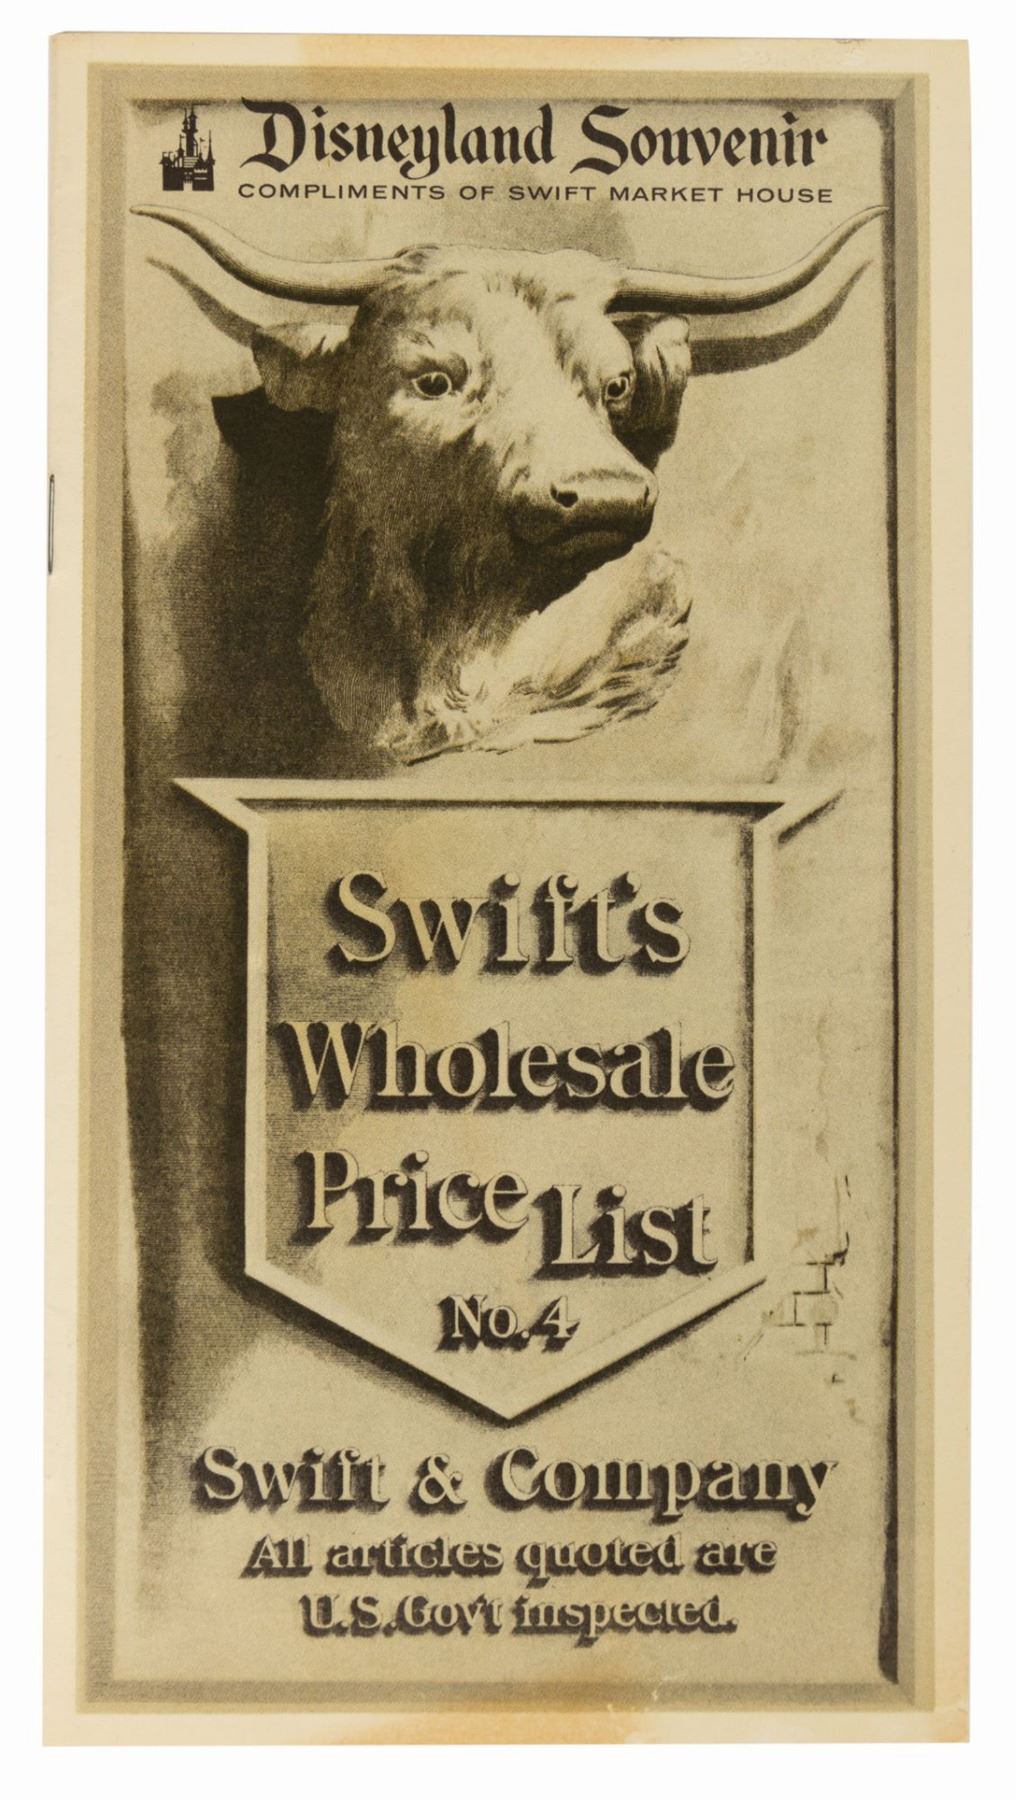 Disneyland Souvenir
COMPLIMENTS OF SWIFT MARKET HOUSE
Swift's
Wholesale
Price List
No. 4
Swift & Company
All articles quoted are
U.S. Gov't inspected.